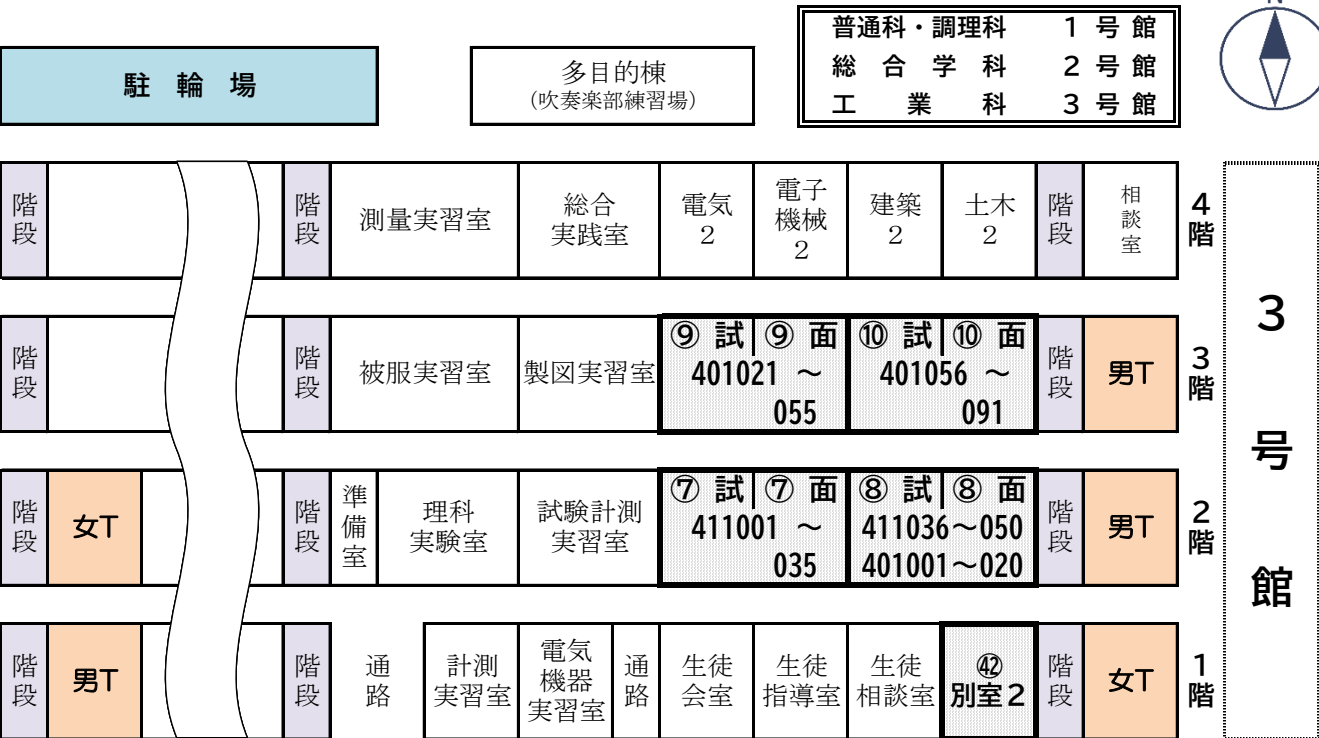 N
普通科・調理科 1号館
総合学科 2号館
工業科 3号館
駐輪場
多目的棟
(吹奏楽部練習場)
階段
階段
測量実習室
総合
実践室
電気
2
電子
機械
2
建築
2
土木
2
階段
相談室
4階
階段
階段
被服実習室
製図実習室
⑨ 試 ⑨ 面
401021 ~
055
⑩ 試 ⑩ 面
401056 ~
091
階段
男T
3階
階段
女T
階段
準備室
理科
実験室
試験計測
実習室
⑦ 試 ⑦ 面
411001 ~
035
⑧ 試 ⑧ 面
411036~050
401001~020
階段
男T
2階
階段
男T
階段
通路
計測
実習室
電気
機器
実習室
通路
生徒
会室
生徒
指導室
生徒
相談室
㊷
別室2
階段
女T
1階
3号館